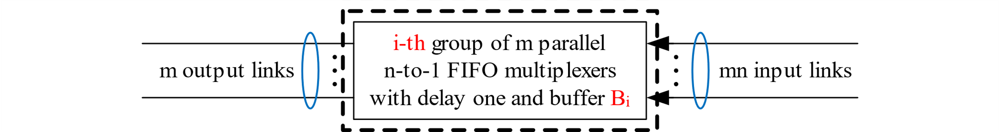 i-th group of m parallel
m output links
n-to-1 FIFO multiplexers
mn input links
with delay one and buffer Bi